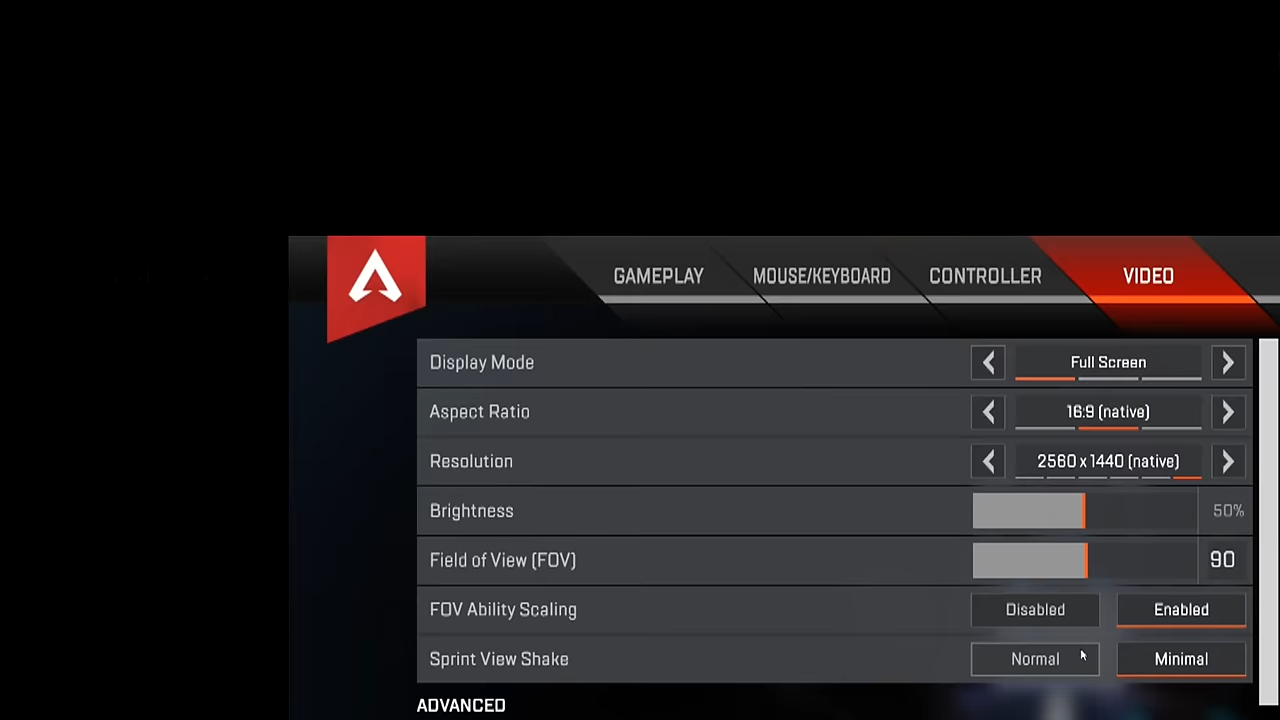 GAMEPLAY MOUSE/KEYBOARD CONTROLLER VIDEO
Display Mode Full Screen
Aspect Ratio 16:9 (native)
Resolution 2560 x 1440 (native)
Brightness 50%
Field of View (FOV) 90
FOV Ability Scaling Disabled Enabled
Sprint View Shake Normal Minimal
ADVANCED